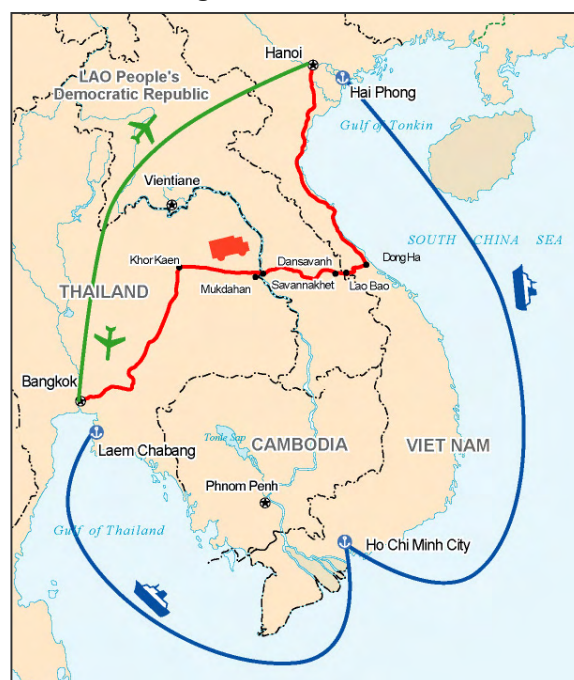 Hanoi
LAO People's
Democratic Republic
Hai Phong
Gulf of Tonkin
Vientiane
SOUTH CHINA SEA
Khor Kaen
Dansavanh
Dong Ha
THAILAND
Mukdahan
Savannakhet
Lao Bao
Bangkok
Laem Chabang
Tonle Sap
CAMBODIA
VIET NAM
Phnom Penh
Gulf of Thailand
Ho Chi Minh City